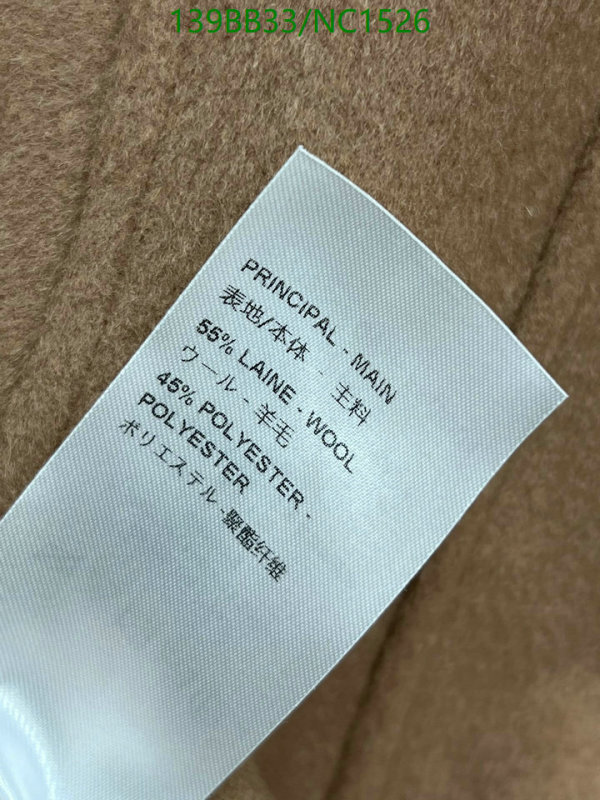 139BB33/NC1526
PRINCIPAL - MAIN
表地/本体 - 主料
55% LAINE - WOOL
ウール - 羊毛
45% POLYESTER -
POLYESTER
ポリエステル - 聚酯纤维